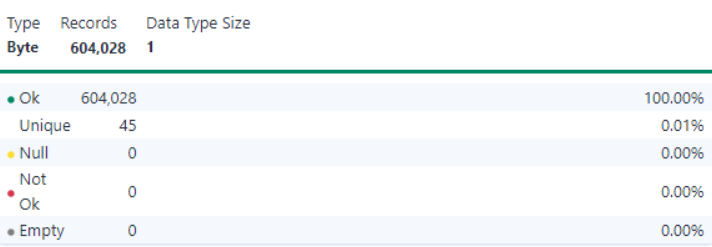 Type Records Data Type Size
Byte 604,028 1
Ok 604,028 100.00%
Unique 45 0.01%
Null 0 0.00%
Not
Ok 0 0.00%
Empty 0 0.00%